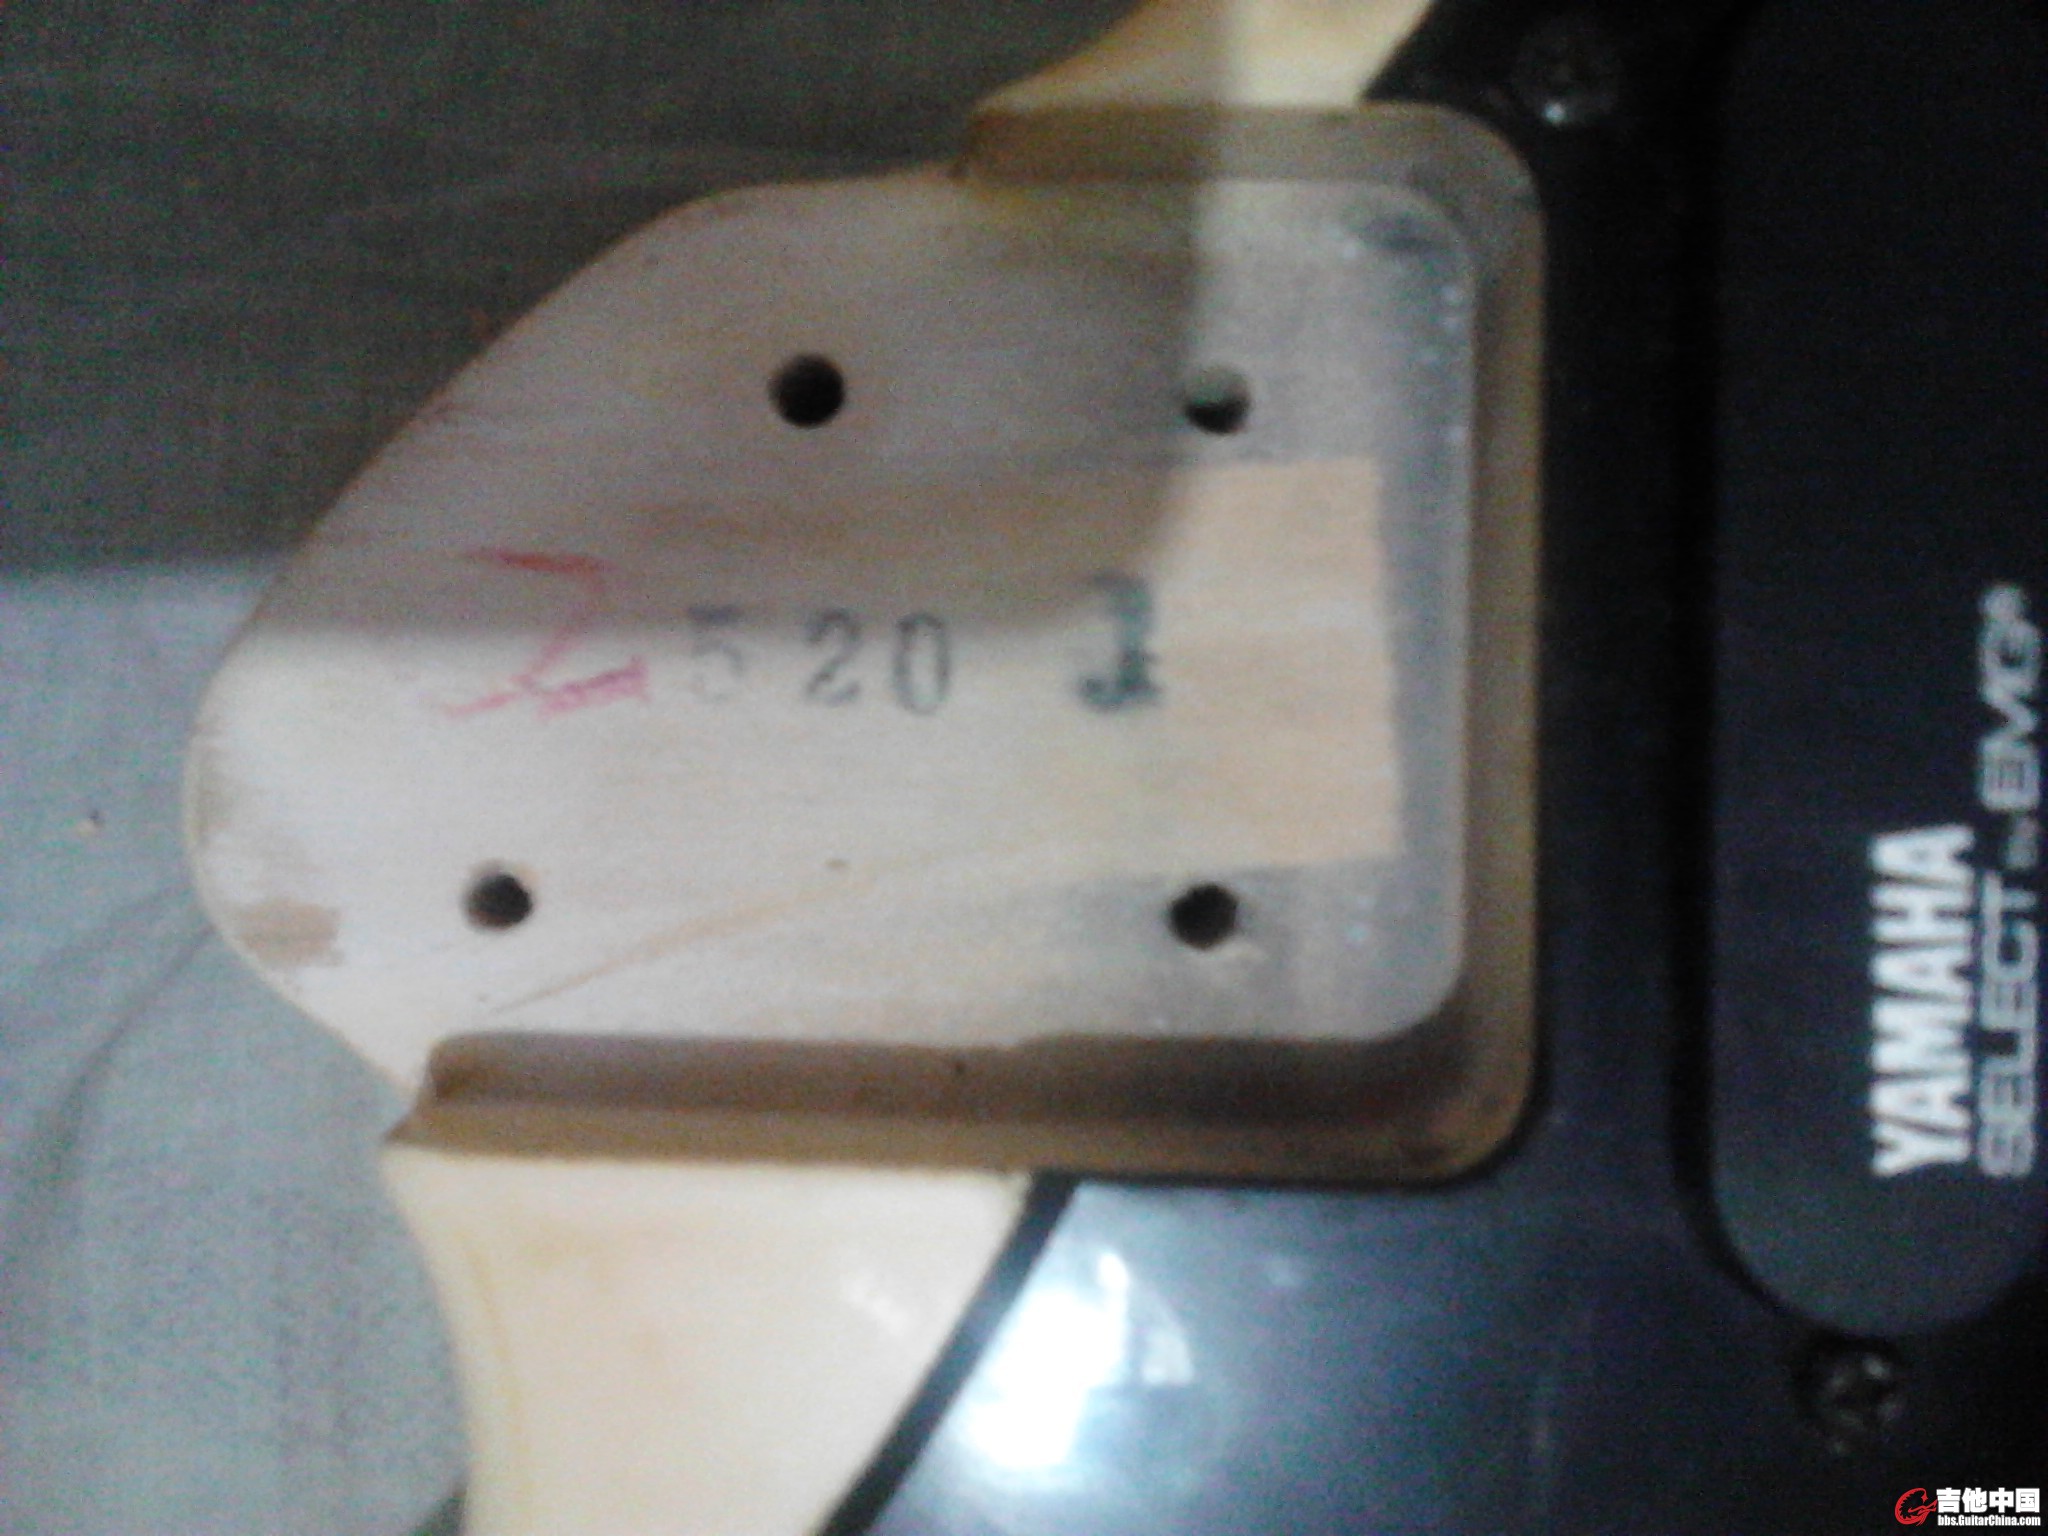 520
YAMAHA
SELECT by EMG®
吉他中国
bbs.GuitarChina.com